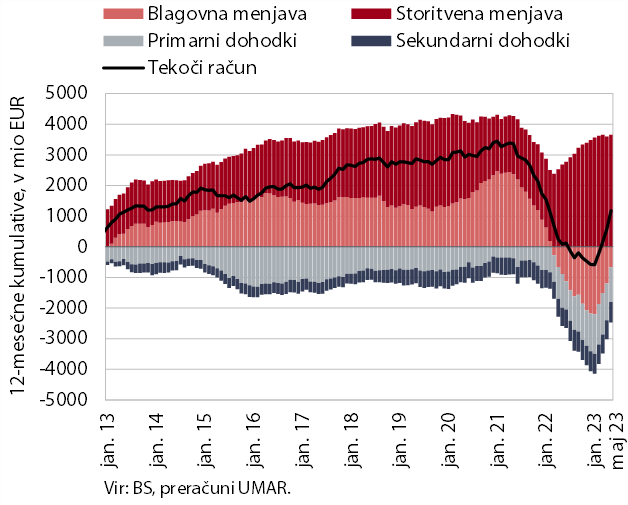 Blagovna menjava
Storitvena menjava
Primarni dohodki
Sekundarni dohodki
Tekoči račun
12-mesečne kumulative, v mio EUR
5000
4000
3000
2000
1000
0
-1000
-2000
-3000
-4000
-5000
jan. 13
jan. 14
jan. 15
jan. 16
jan. 17
jan. 18
jan. 19
jan. 20
jan. 21
jan. 22
jan. 23
maj 23
Vir: BS, preračuni UMAR.